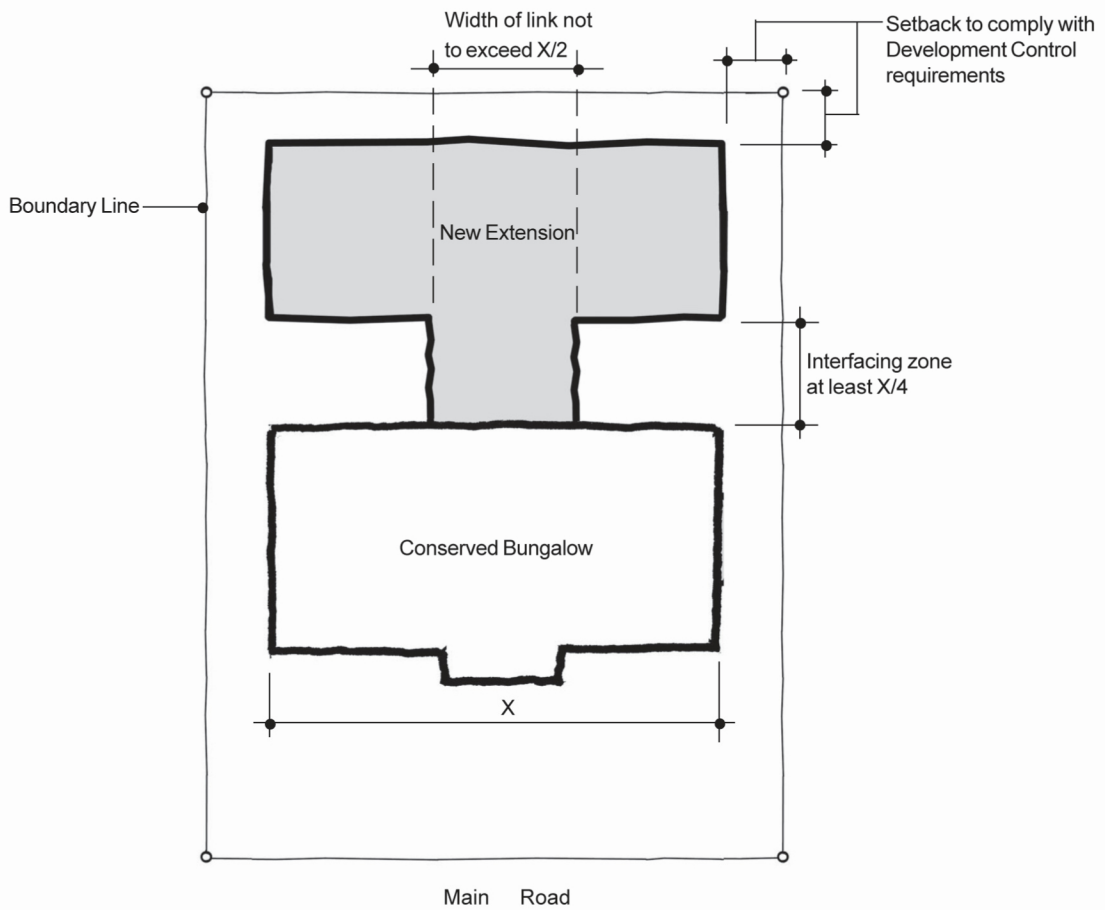 Width of link not
to exceed X/2
Setback to comply with
Development Control
requirements
Boundary Line
New Extension
Interfacing zone
at least X/4
Conserved Bungalow
X
Main Road